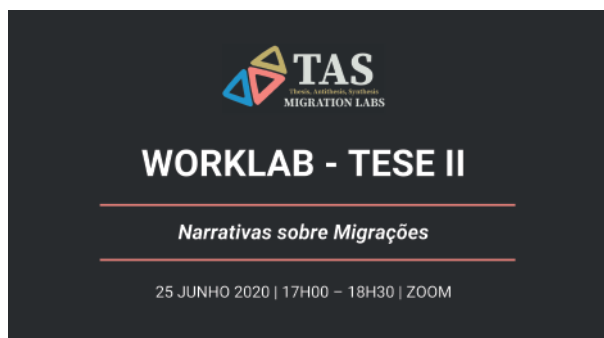 TAS
Thesis, Antithesis, Synthesis
MIGRATION LABS
WORKLAB - TESE II
Narrativas sobre Migrações
25 JUNHO 2020 | 17H00 – 18H30 | ZOOM